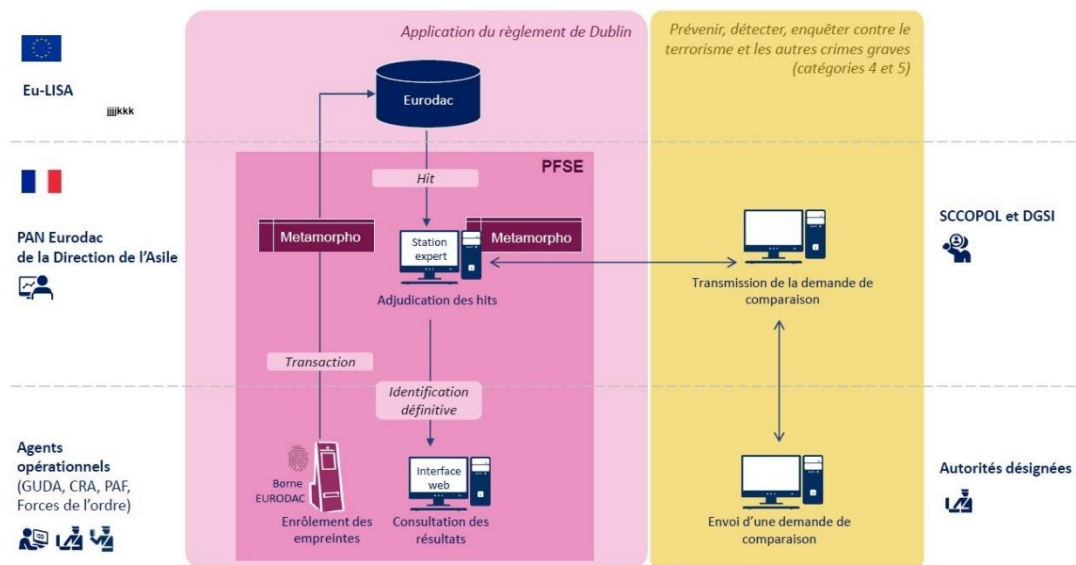 Application du règlement de Dublin
Prévenir, détecter, enquêter contre le
terrorisme et les autres crimes graves
(catégories 4 et 5)
Eu-LISA
jjjjkkk
Eurodac
PFSE
Hit
Metamorpho
Station
expert
Metamorpho
Adjudication des hits
PAN Eurodac
de la Direction de l'Asile
Transmission de la demande de
comparaison
SCCOPOL et DGSI
Transaction
Identification
définitive
Agents
opérationnels
(GUDA, CRA, PAF,
Forces de l'ordre)
Borne
EURODAC
Enrôlement des
empreintes
Interface
web
Consultation des
résultats
Envoi d'une demande de
comparaison
Autorités désignées